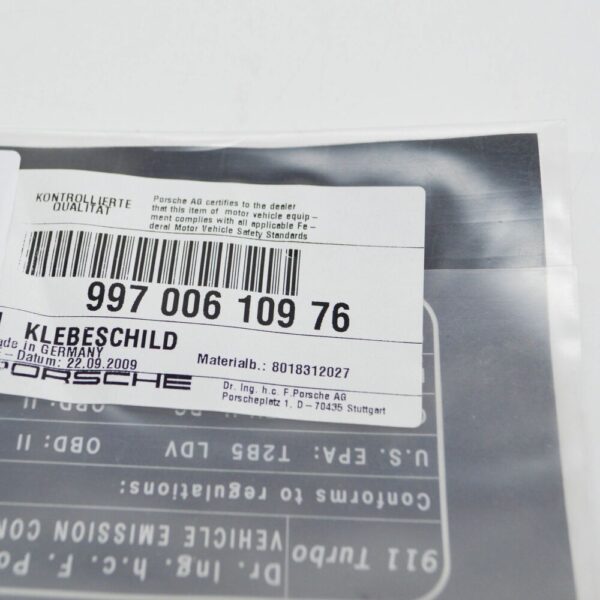 KONTROLLIERTE
QUALITÄT
Porsche AG certifies to the dealer
that this item of motor vehicle equip–
ment complies with all applicable Fe–
deral Motor Vehicle Safety Standards
997 006 109 76
KLEBESCHILD
in GERMANY
– Datum: 22.09.2009
Materialb.: 8018312027
PORSCHE
Dr. Ing. h.c. F.Porsche AG
Porscheplatz 1, D–70435 Stuttgart
Dr. Ing. h.c. F. Po
911 Turbo VEHICLE EMISSION CON
Conforms to regulations:
U.S. EPA: T2B5 LDV OBD: II
OBD: II